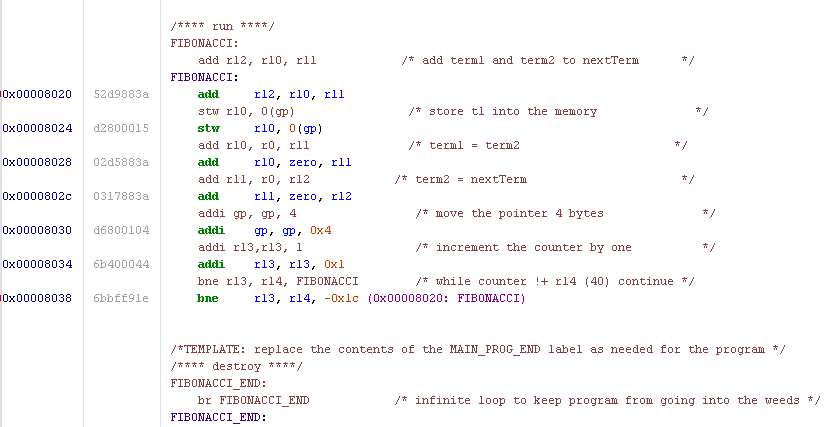 /**** run ****/
FIBONACCI:
add r12, r10, r11 /* add term1 and term2 to nextTerm */
FIBONACCI:
0x00008020 52d9883a add r12, r10, r11
stw r10, 0(gp) /* store t1 into the memory */
0x00008024 d2800015 stw r10, 0(gp)
add r10, r0, r11 /* term1 = term2 */
0x00008028 02d5883a add r10, zero, r11
add r11, r0, r12 /* term2 = nextTerm */
0x0000802c 0317883a add r11, zero, r12
addi gp, gp, 4 /* move the pointer 4 bytes */
0x00008030 d6800104 addi gp, gp, 0x4
addi r13,r13, 1 /* increment the counter by one */
0x00008034 6b400044 addi r13, r13, 0x1
bne r13, r14, FIBONACCI /* while counter !+ r14 (40) continue */
0x00008038 6bbff91e bne r13, r14, -0x1c (0x00008020: FIBONACCI)
/*TEMPLATE: replace the contents of the MAIN_PROG_END label as needed for the program */
/**** destroy ****/
FIBONACCI_END:
br FIBONACCI_END /* infinite loop to keep program from going into the weeds */
FIBONACCI_END: